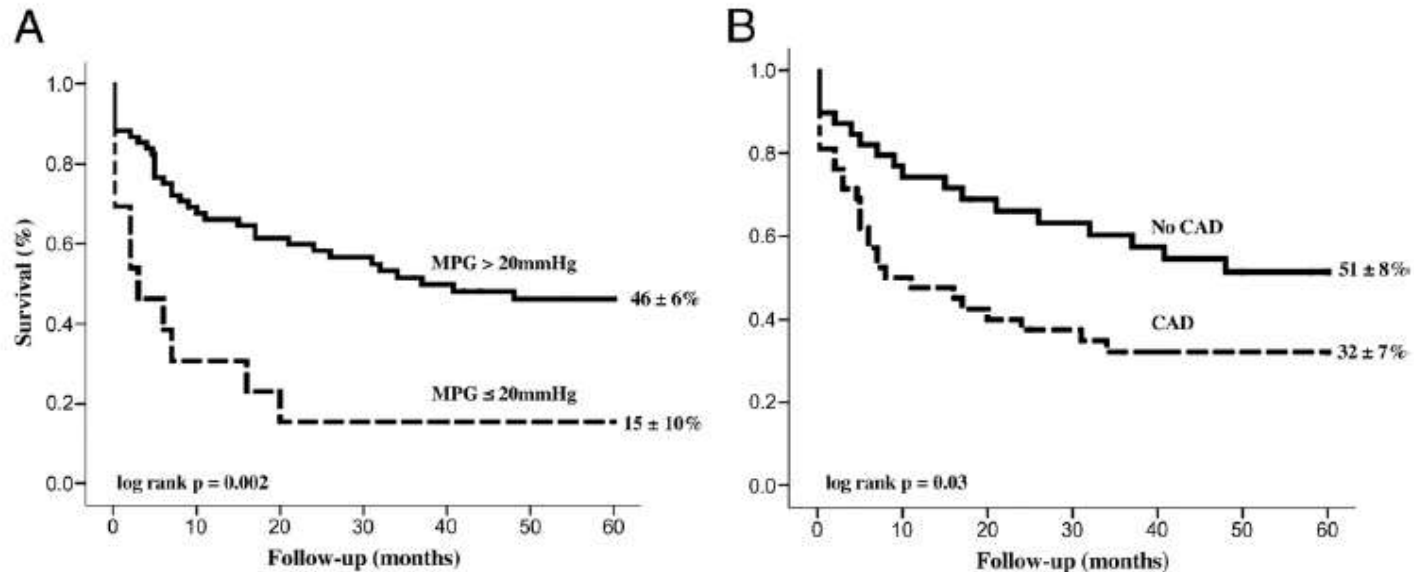 A
Survival (%)
1.0
0.8
0.6
0.4
0.2
0.0
MPG > 20mmHg
46 ± 6%
MPG ≤ 20mmHg
15 ± 10%
log rank p = 0.002
0 10 20 30 40 50 60
Follow-up (months)
B
1.0
0.8
0.6
0.4
0.2
0.0
No CAD
51 ± 8%
CAD
32 ± 7%
log rank p = 0.03
0 10 20 30 40 50 60
Follow-up (months)